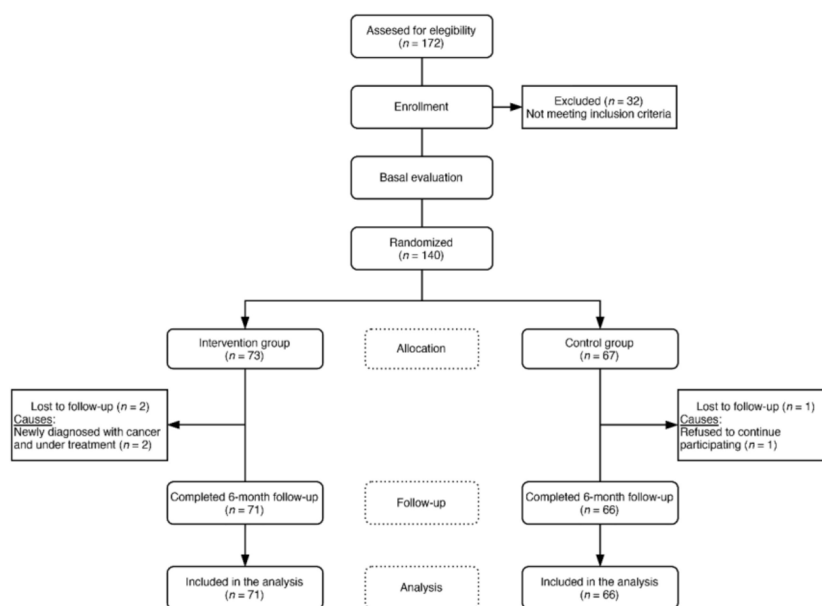 Assesed for elegibility
(n = 172)
Enrollment
Excluded (n = 32)
Not meeting inclusion criteria
Basal evaluation
Randomized
(n = 140)
Intervention group
(n = 73)
Allocation
Control group
(n = 67)
Lost to follow-up (n = 2)
Causes:
Newly diagnosed with cancer
and under treatment (n = 2)
Lost to follow-up (n = 1)
Causes:
Refused to continue
participating (n = 1)
Completed 6-month follow-up
(n = 71)
Follow-up
Completed 6-month follow-up
(n = 66)
Included in the analysis
(n = 71)
Analysis
Included in the analysis
(n = 66)